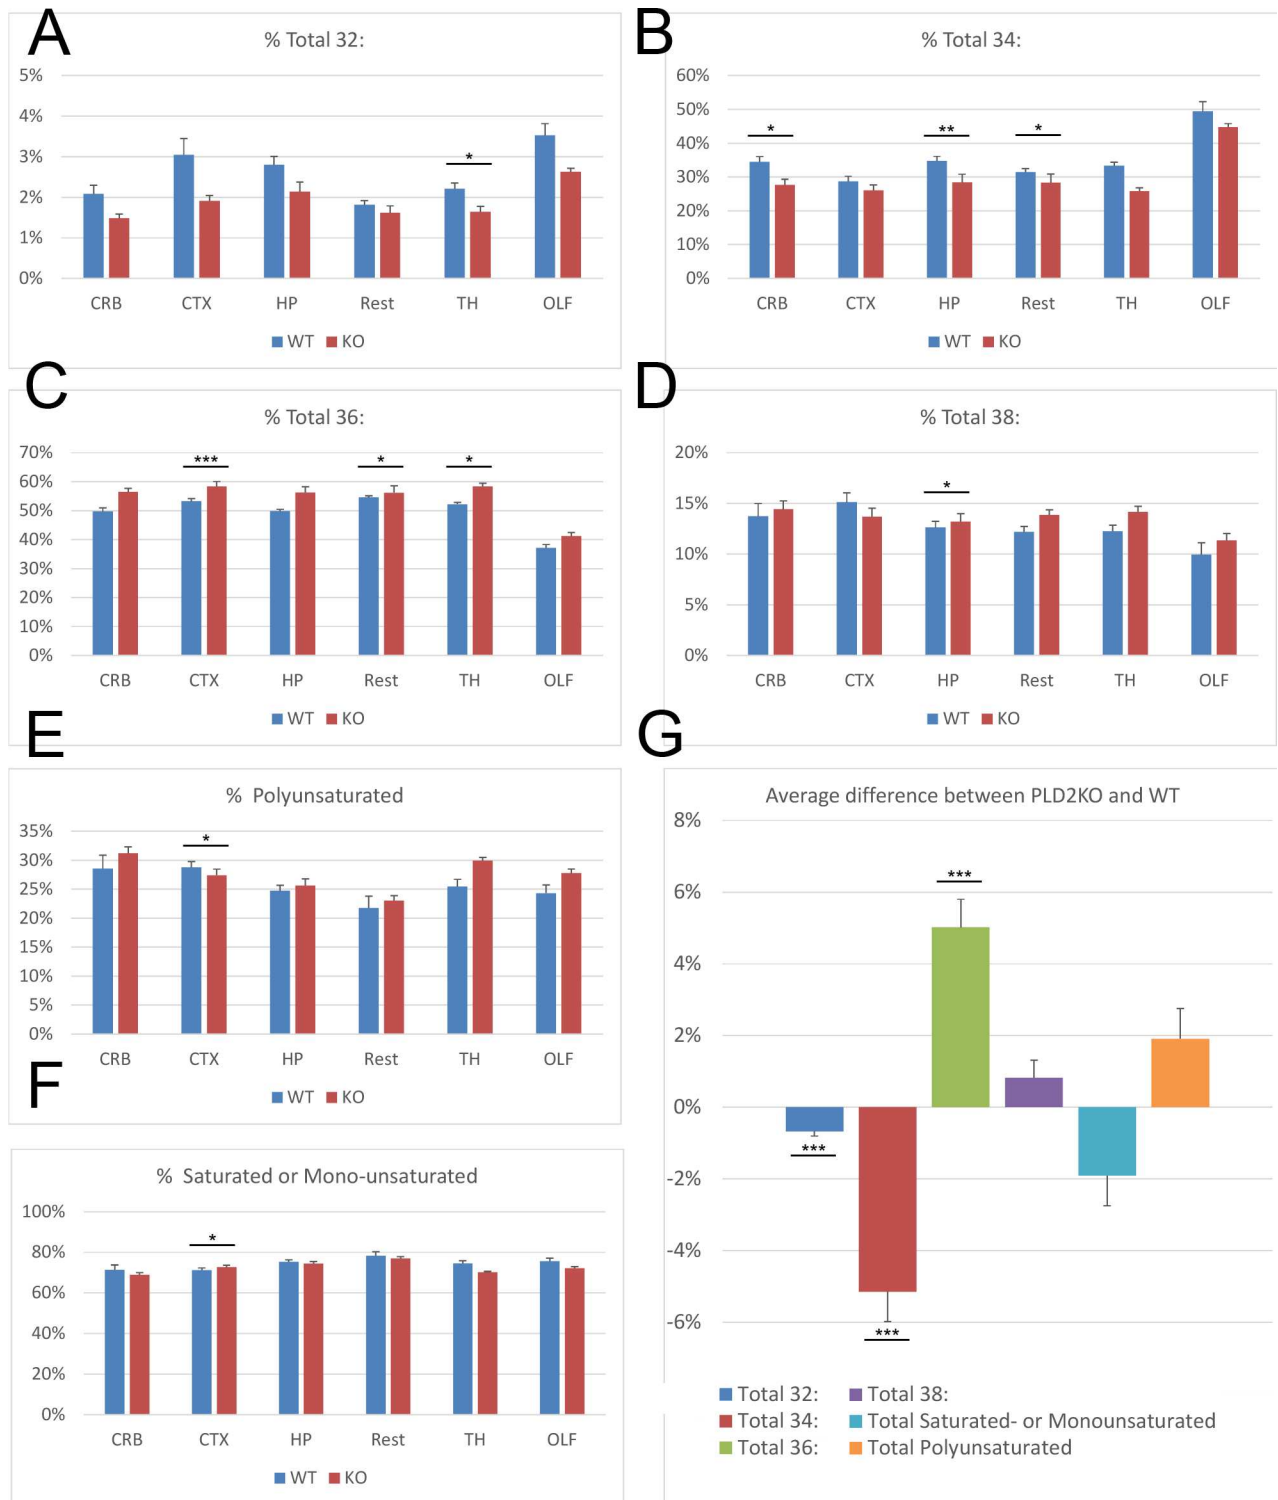 A
% Total 32:
5%
4%
3%
2%
1%
0%
*
CRB CTX HP Rest TH OLF
WT KO
B
% Total 34:
60%
50%
40%
30%
20%
10%
0%
* ** *
CRB CTX HP Rest TH OLF
WT KO
C
% Total 36:
70%
60%
50%
40%
30%
20%
10%
0%
*** * *
CRB CTX HP Rest TH OLF
WT KO
D
% Total 38:
20%
15%
10%
5%
0%
*
CRB CTX HP Rest TH OLF
WT KO
E
% Polyunsaturated
35%
30%
25%
20%
15%
10%
5%
0%
*
CRB CTX HP Rest TH OLF
WT KO
F
% Saturated or Mono-unsaturated
100%
80%
60%
40%
20%
0%
*
CRB CTX HP Rest TH OLF
WT KO
G
Average difference between PLD2KO and WT
8%
6%
4%
2%
0%
-2%
-4%
-6%
***
***
***
Total 32: Total 38:
Total 34: Total Saturated- or Monounsaturated
Total 36: Total Polyunsaturated